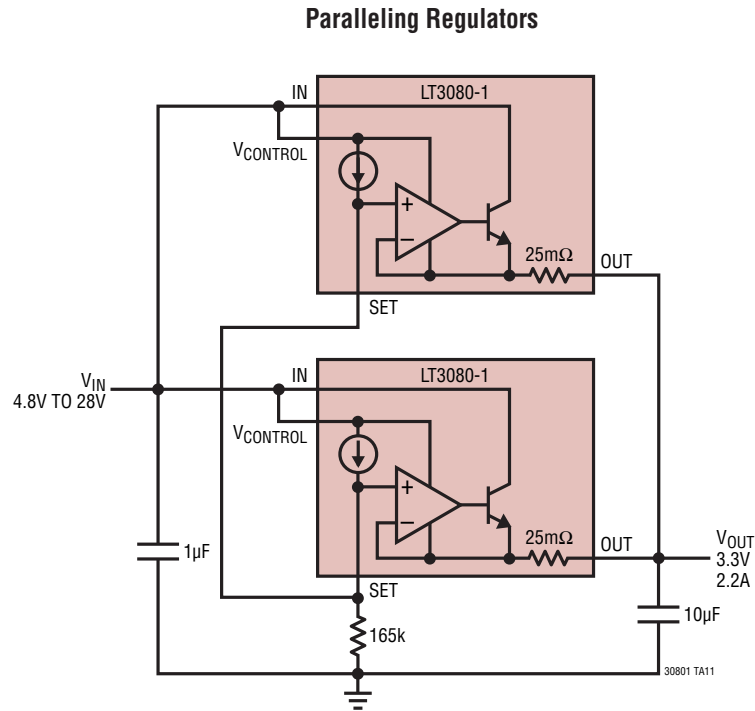 Paralleling Regulators
IN
LT3080-1
VCONTROL
+
–
25mΩ
OUT
SET
VIN
4.8V TO 28V
IN
LT3080-1
VCONTROL
+
–
25mΩ
OUT
VOUT
3.3V
2.2A
1µF
SET
165k
10µF
30801 TA11